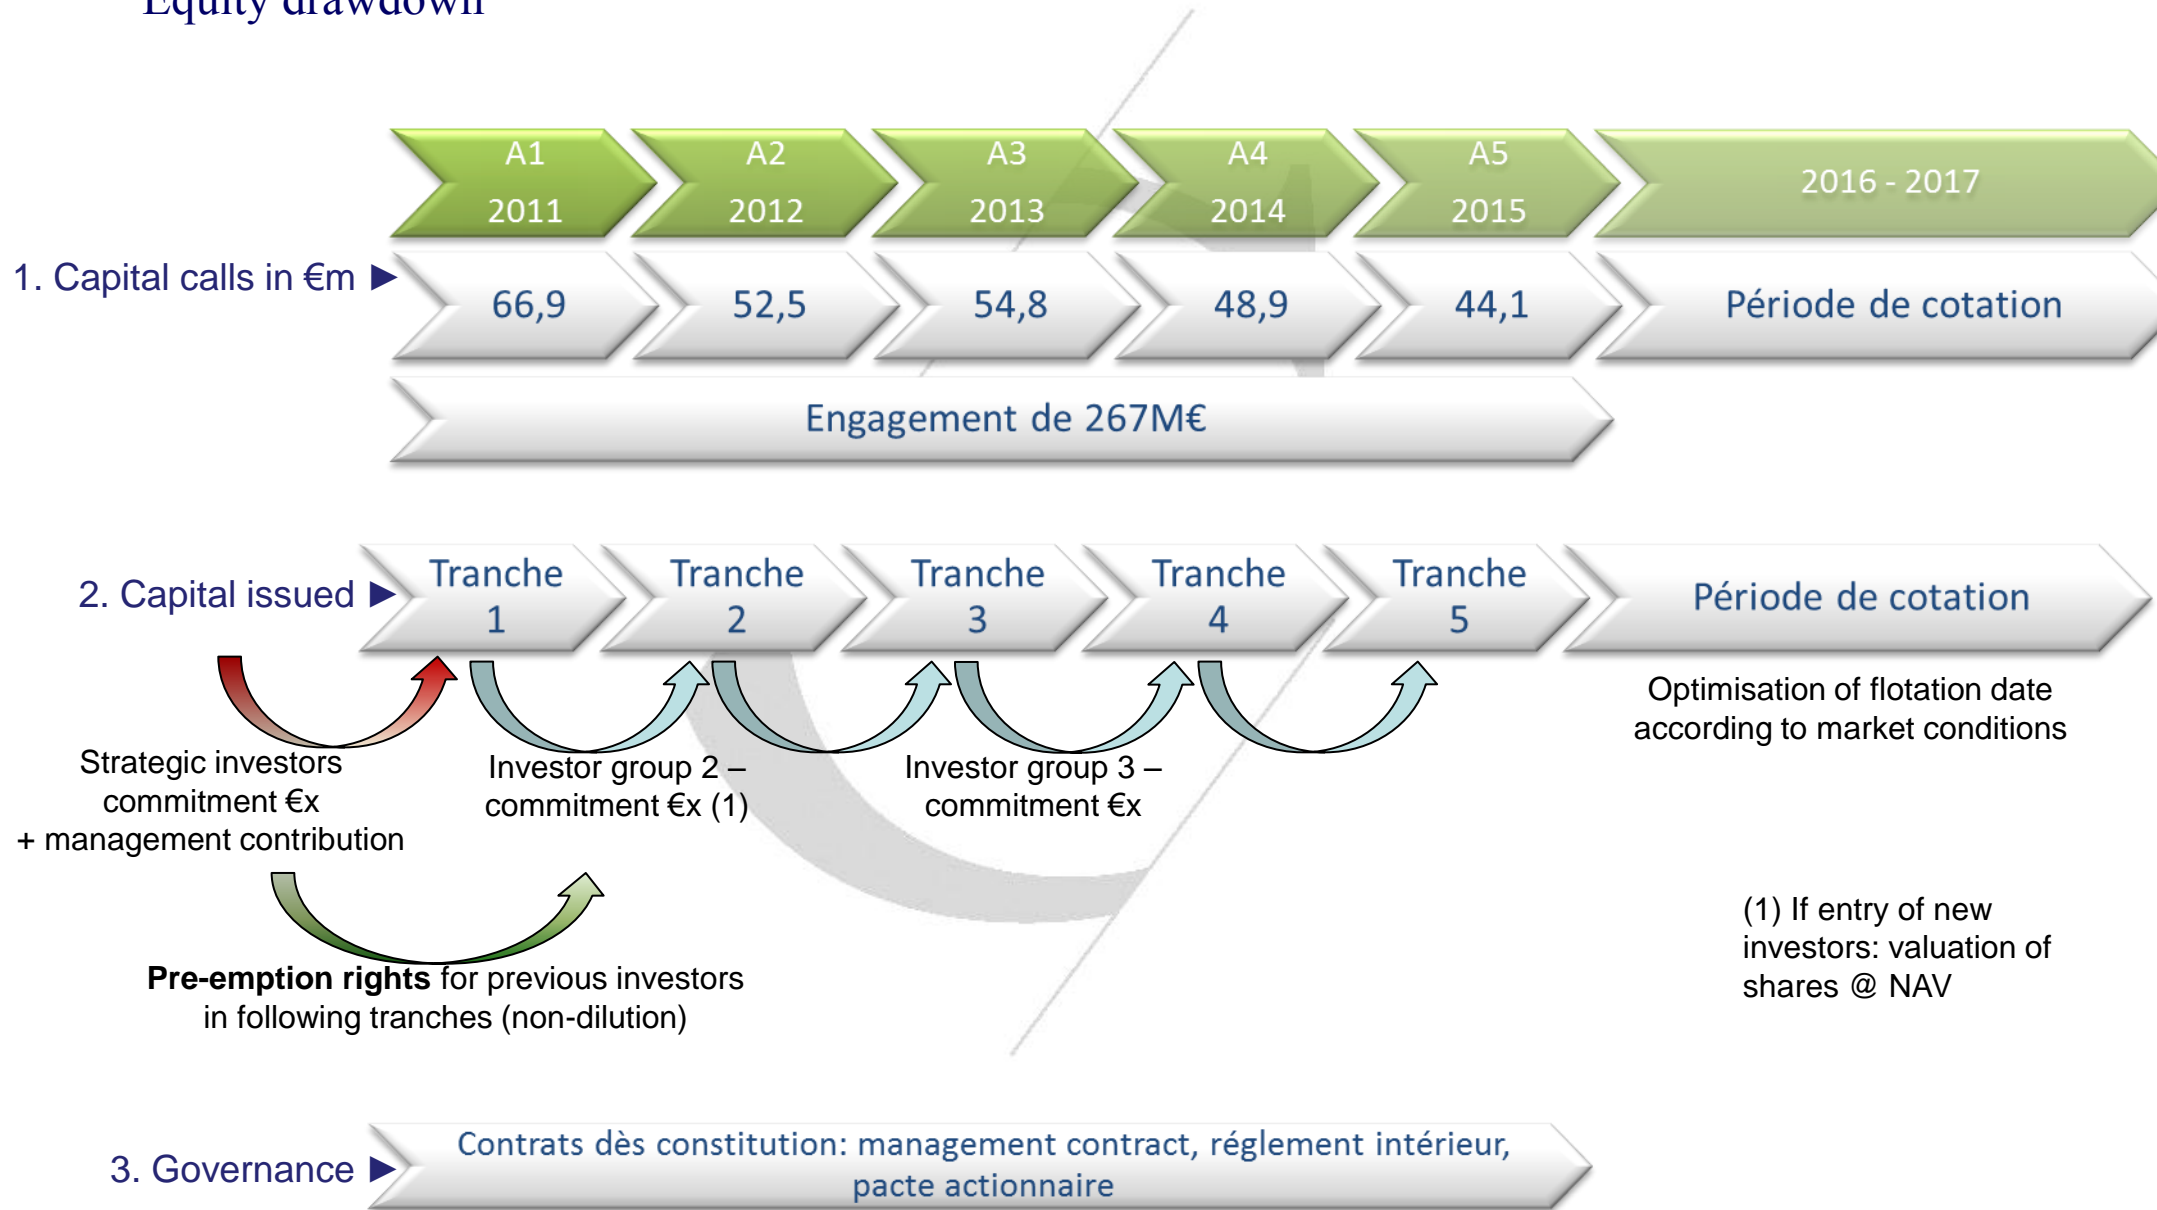 Equity drawdown
A1
2011
A2
2012
A3
2013
A4
2014
A5
2015
2016 - 2017
1. Capital calls in €m ►
66,9
52,5
54,8
48,9
44,1
Période de cotation
Engagement de 267M€
2. Capital issued ►
Tranche
1
Tranche
2
Tranche
3
Tranche
4
Tranche
5
Période de cotation
Optimisation of flotation date
according to market conditions
Strategic investors
commitment €x
+ management contribution
Investor group 2 –
commitment €x (1)
Investor group 3 –
commitment €x
(1) If entry of new
investors: valuation of
shares @ NAV
Pre-emption rights for previous investors
in following tranches (non-dilution)
3. Governance ►
Contrats dès constitution: management contract, réglement intérieur,
pacte actionnaire